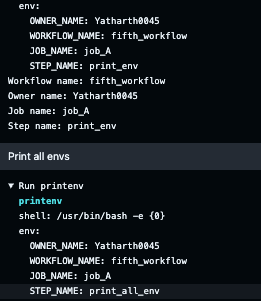 env:
OWNER_NAME: Yatharth0045
WORKFLOW_NAME: fifth_workflow
JOB_NAME: job_A
STEP_NAME: print_env
Workflow name: fifth_workflow
Owner name: Yatharth0045
Job name: job_A
Step name: print_env
Print all envs
▼ Run printenv
printenv
shell: /usr/bin/bash -e {0}
env:
OWNER_NAME: Yatharth0045
WORKFLOW_NAME: fifth_workflow
JOB_NAME: job_A
STEP_NAME: print_all_env